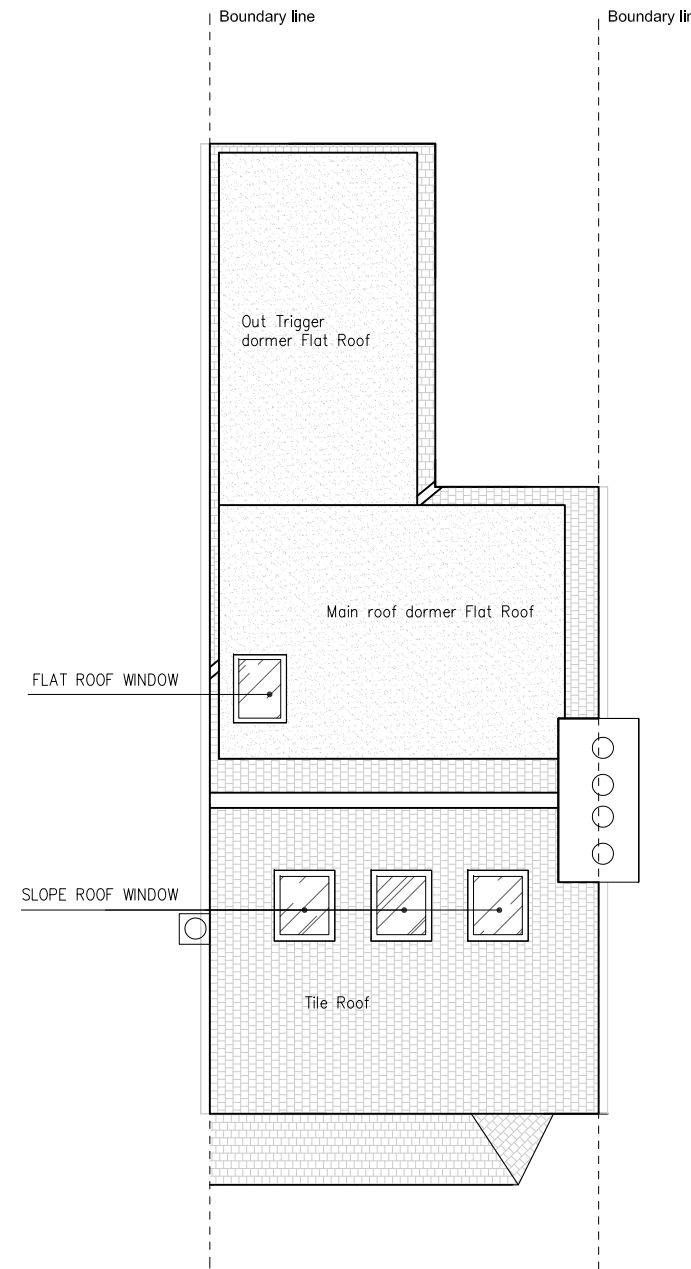 Boundary line
Boundary lin
Out Trigger
dormer Flat Roof
Main roof dormer Flat Roof
FLAT ROOF WINDOW
SLOPE ROOF WINDOW
Tile Roof